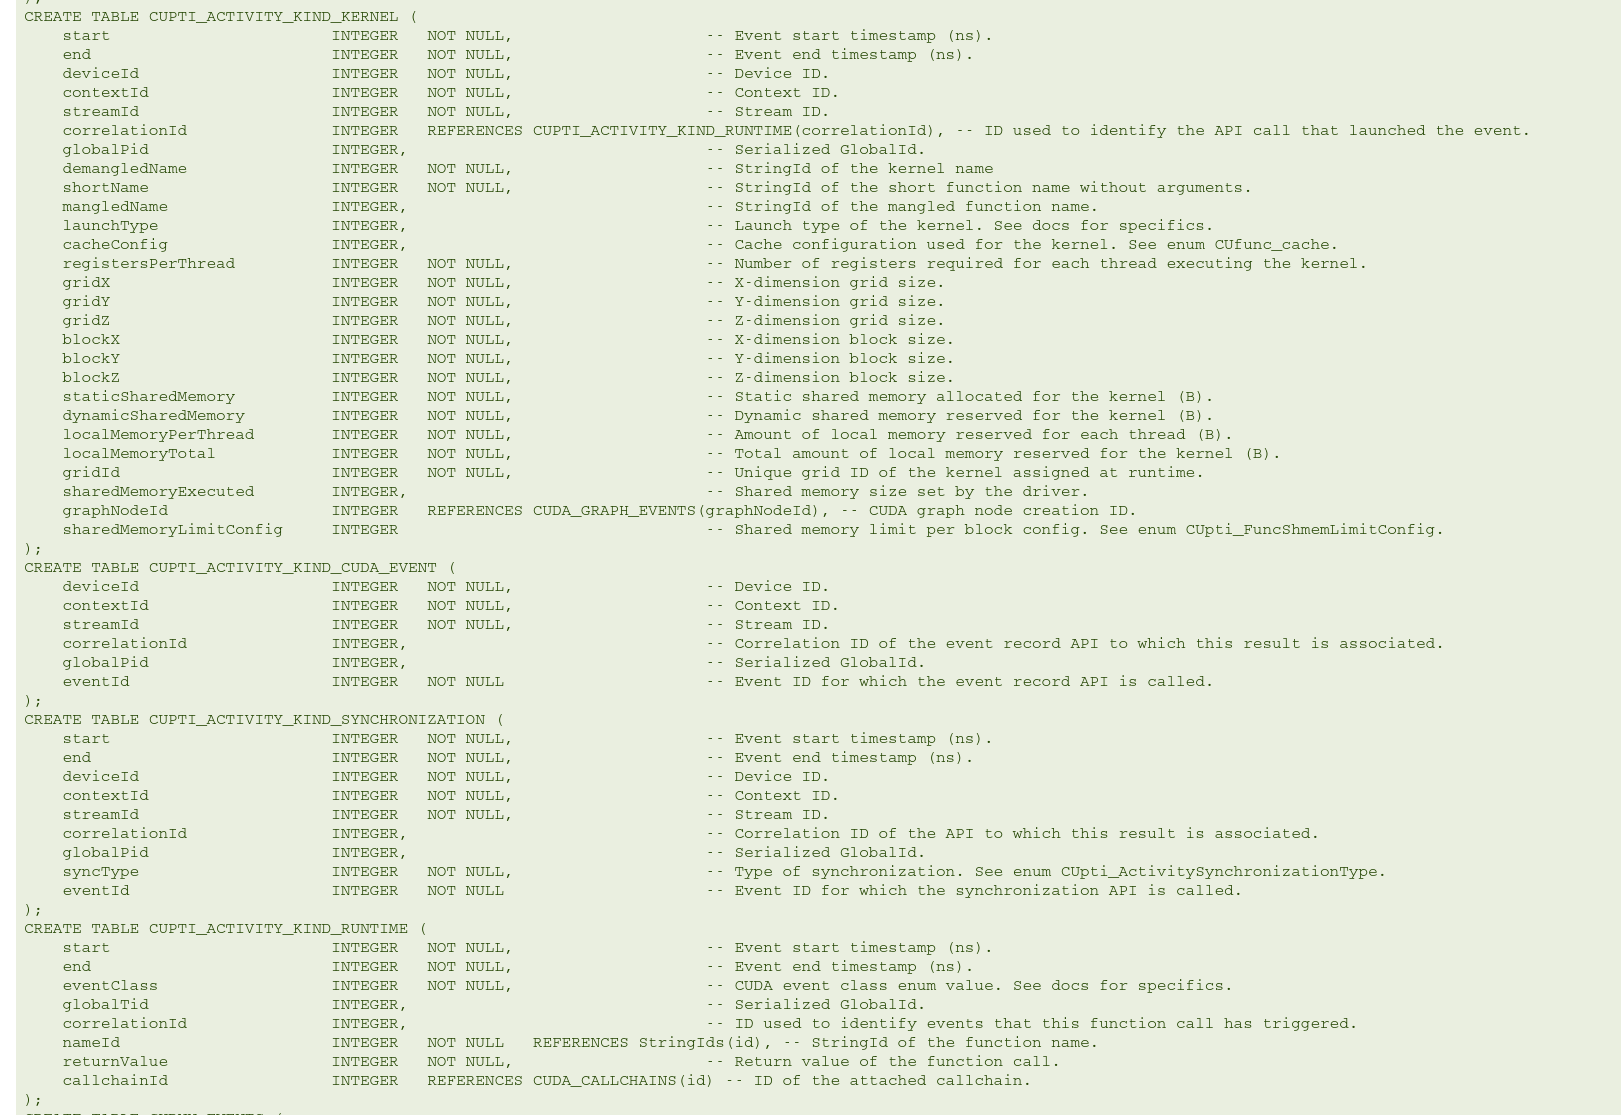 );
CREATE TABLE CUPTI_ACTIVITY_KIND_KERNEL (
    start                       INTEGER   NOT NULL,                    -- Event start timestamp (ns).
    end                         INTEGER   NOT NULL,                    -- Event end timestamp (ns).
    deviceId                    INTEGER   NOT NULL,                    -- Device ID.
    contextId                   INTEGER   NOT NULL,                    -- Context ID.
    streamId                    INTEGER   NOT NULL,                    -- Stream ID.
    correlationId               INTEGER   REFERENCES CUPTI_ACTIVITY_KIND_RUNTIME(correlationId), -- ID used to identify the API call that launched the event.
    globalPid                   INTEGER,                               -- Serialized GlobalId.
    demangledName               INTEGER   NOT NULL,                    -- StringId of the kernel name
    shortName                   INTEGER   NOT NULL,                    -- StringId of the short function name without arguments.
    mangledName                 INTEGER,                               -- StringId of the mangled function name.
    launchType                  INTEGER,                               -- Launch type of the kernel. See docs for specifics.
    cacheConfig                 INTEGER,                               -- Cache configuration used for the kernel. See enum CUfunc_cache.
    registersPerThread          INTEGER   NOT NULL,                    -- Number of registers required for each thread executing the kernel.
    gridX                       INTEGER   NOT NULL,                    -- X-dimension grid size.
    gridY                       INTEGER   NOT NULL,                    -- Y-dimension grid size.
    gridZ                       INTEGER   NOT NULL,                    -- Z-dimension grid size.
    blockX                      INTEGER   NOT NULL,                    -- X-dimension block size.
    blockY                      INTEGER   NOT NULL,                    -- Y-dimension block size.
    blockZ                      INTEGER   NOT NULL,                    -- Z-dimension block size.
    staticSharedMemory          INTEGER   NOT NULL,                    -- Static shared memory allocated for the kernel (B).
    dynamicSharedMemory         INTEGER   NOT NULL,                    -- Dynamic shared memory reserved for the kernel (B).
    localMemoryPerThread        INTEGER   NOT NULL,                    -- Amount of local memory reserved for each thread (B).
    localMemoryTotal            INTEGER   NOT NULL,                    -- Total amount of local memory reserved for the kernel (B).
    gridId                      INTEGER   NOT NULL,                    -- Unique grid ID of the kernel assigned at runtime.
    sharedMemoryExecuted        INTEGER,                               -- Shared memory size set by the driver.
    graphNodeId                 INTEGER   REFERENCES CUDA_GRAPH_EVENTS(graphNodeId), -- CUDA graph node creation ID.
    sharedMemoryLimitConfig     INTEGER                                -- Shared memory limit per block config. See enum CUpti_FuncShmemLimitConfig.
);
CREATE TABLE CUPTI_ACTIVITY_KIND_CUDA_EVENT (
    deviceId                    INTEGER   NOT NULL,                    -- Device ID.
    contextId                   INTEGER   NOT NULL,                    -- Context ID.
    streamId                    INTEGER   NOT NULL,                    -- Stream ID.
    correlationId               INTEGER,                               -- Correlation ID of the event record API to which this result is associated.
    globalPid                   INTEGER,                               -- Serialized GlobalId.
    eventId                     INTEGER   NOT NULL                     -- Event ID for which the event record API is called.
);
CREATE TABLE CUPTI_ACTIVITY_KIND_SYNCHRONIZATION (
    start                       INTEGER   NOT NULL,                    -- Event start timestamp (ns).
    end                         INTEGER   NOT NULL,                    -- Event end timestamp (ns).
    deviceId                    INTEGER   NOT NULL,                    -- Device ID.
    contextId                   INTEGER   NOT NULL,                    -- Context ID.
    streamId                    INTEGER   NOT NULL,                    -- Stream ID.
    correlationId               INTEGER,                               -- Correlation ID of the API to which this result is associated.
    globalPid                   INTEGER,                               -- Serialized GlobalId.
    syncType                    INTEGER   NOT NULL,                    -- Type of synchronization. See enum CUpti_ActivitySynchronizationType.
    eventId                     INTEGER   NOT NULL                     -- Event ID for which the synchronization API is called.
);
CREATE TABLE CUPTI_ACTIVITY_KIND_RUNTIME (
    start                       INTEGER   NOT NULL,                    -- Event start timestamp (ns).
    end                         INTEGER   NOT NULL,                    -- Event end timestamp (ns).
    eventClass                  INTEGER   NOT NULL,                    -- CUDA event class enum value. See docs for specifics.
    globalTid                   INTEGER,                               -- Serialized GlobalId.
    correlationId               INTEGER,                               -- ID used to identify events that this function call has triggered.
    nameId                      INTEGER   NOT NULL   REFERENCES StringIds(id), -- StringId of the function name.
    returnValue                 INTEGER   NOT NULL,                    -- Return value of the function call.
    callchainId                 INTEGER   REFERENCES CUDA_CALLCHAINS(id) -- ID of the attached callchain.
);